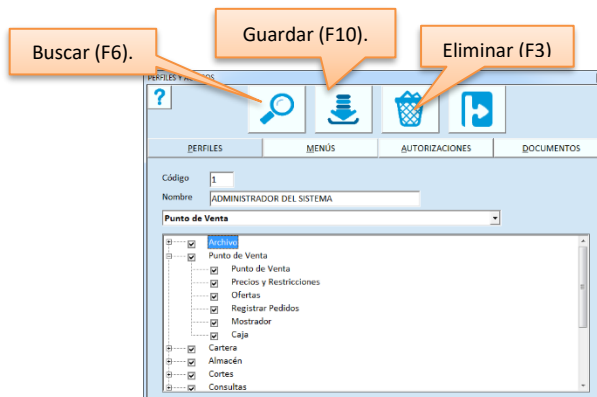 Guardar (F10).
Buscar (F6).
Eliminar (F3)
PERFILES Y
?
PERFILES MENÚS AUTORIZACIONES DOCUMENTOS
Código 1
Nombre ADMINISTRADOR DEL SISTEMA
Punto de Venta
Archivo
Punto de Venta
Punto de Venta
Precios y Restricciones
Ofertas
Registrar Pedidos
Mostrador
Caja
Cartera
Almacén
Cortes
Consultas